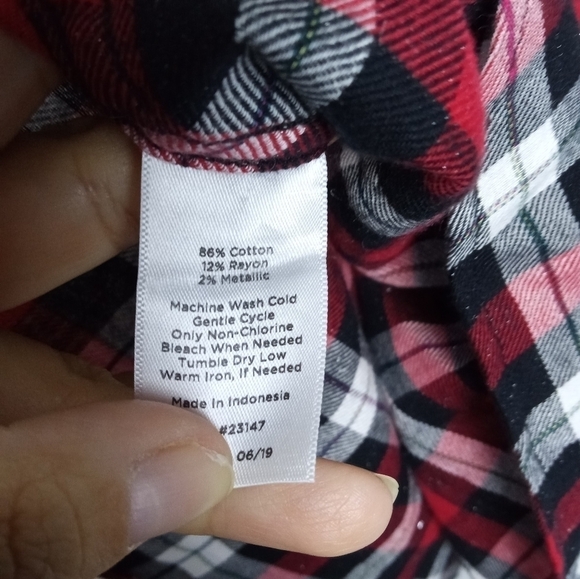 86% Cotton
12% Rayon
2% Metallic
Machine Wash Cold
Gentle Cycle
Only Non-Chlorine
Bleach When Needed
Tumble Dry Low
Warm Iron, If Needed
Made In Indonesia
#23147
06/19